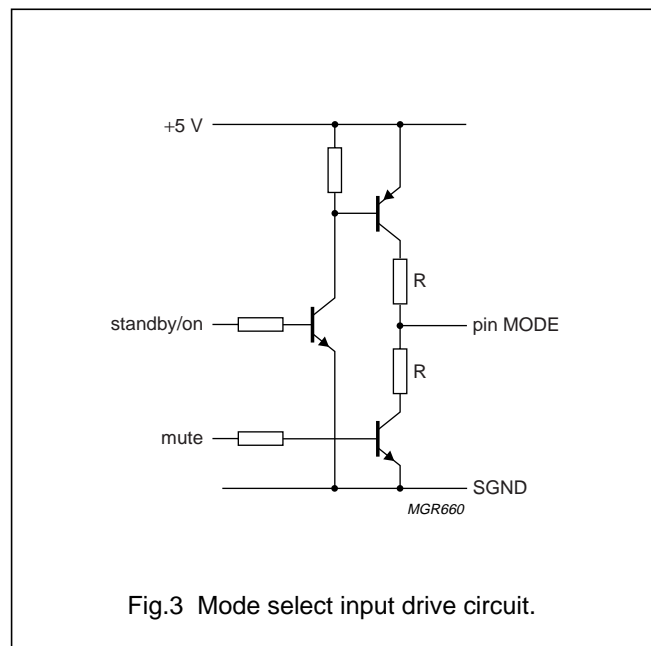 +5 V
R
standby/on
pin MODE
R
mute
SGND
MGR660
Fig.3 Mode select input drive circuit.